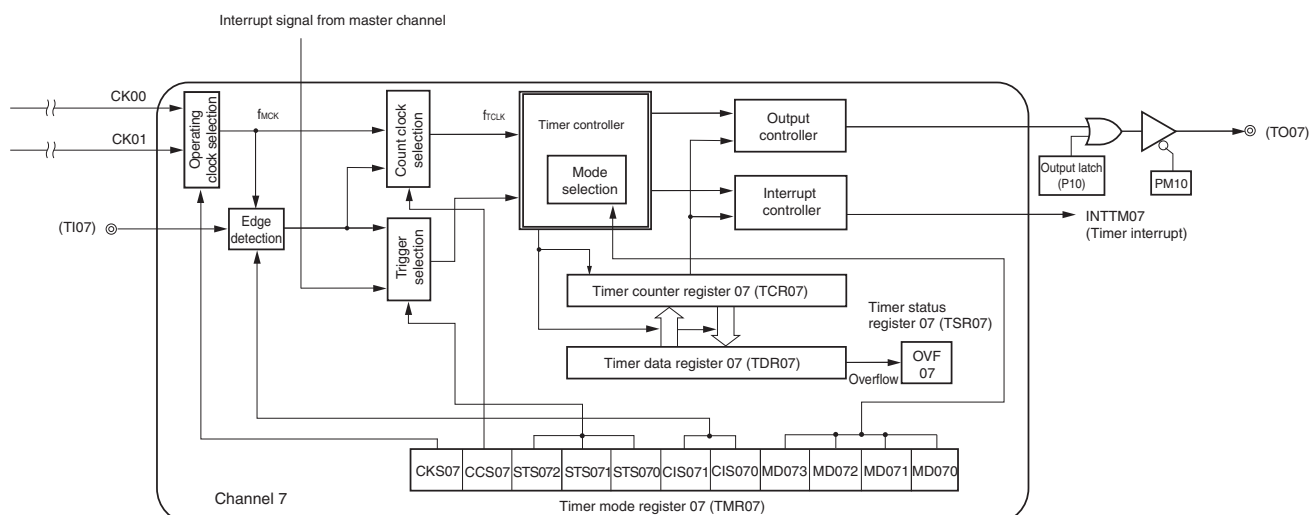 Interrupt signal from master channel
CK00
CK01
Operating
clock selection
fMCK
Count clock
selection
fTCLK
Timer controller
Mode
selection
Output
controller
Interrupt
controller
Output latch
(P10)
PM10
(TO07)
INTTM07
(Timer interrupt)
(TI07)
Edge
detection
Trigger
selection
Timer counter register 07 (TCR07)
Timer status
register 07 (TSR07)
Timer data register 07 (TDR07)
Overflow
OVF
07
CKS07 CCS07 STS072 STS071 STS070 CIS071 CIS070 MD073 MD072 MD071 MD070
Channel 7
Timer mode register 07 (TMR07)